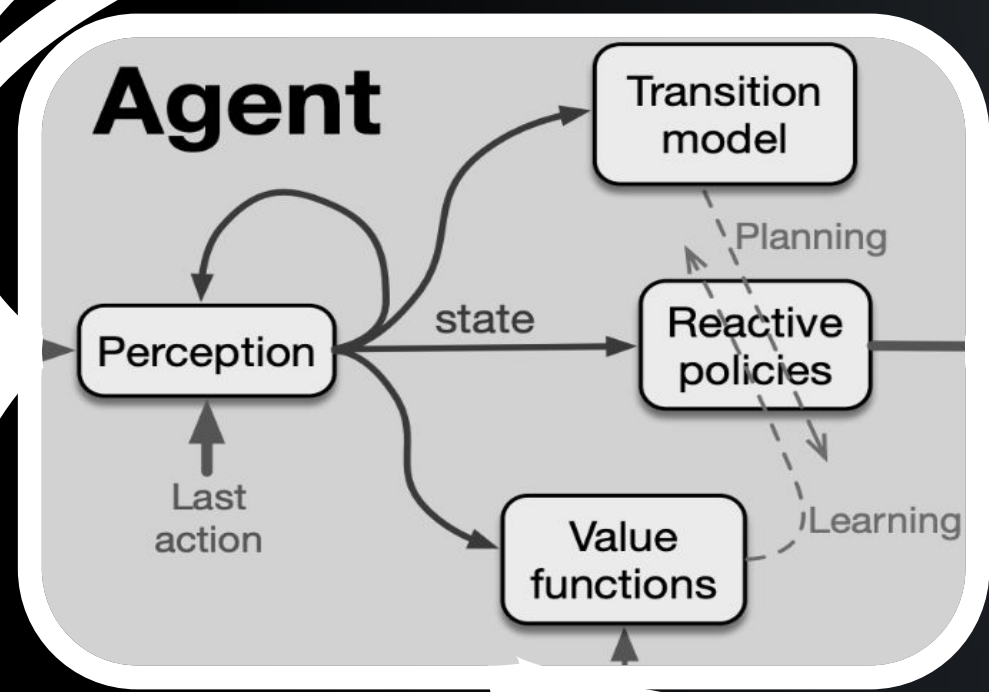 Agent
Transition
model
Planning
state
Reactive
policies
Perception
Last
action
Value
functions
Learning